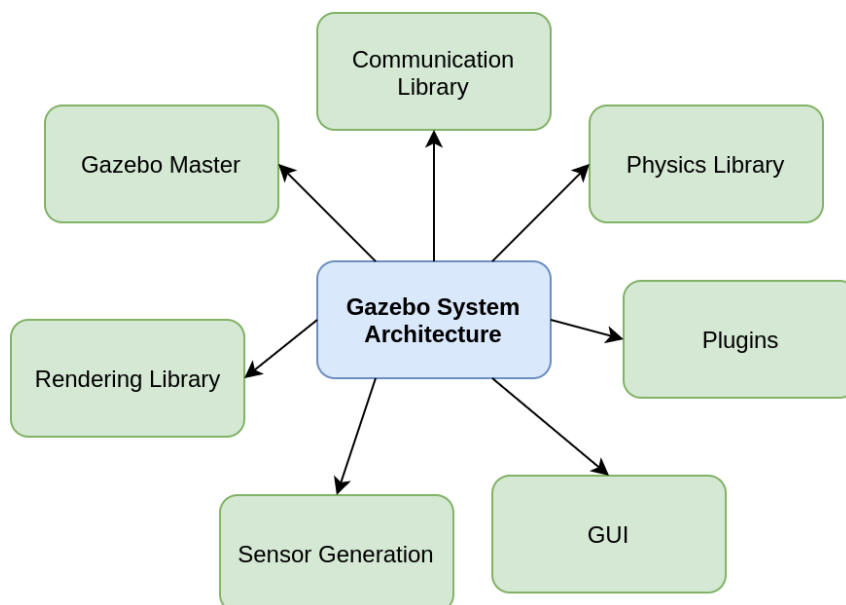 Communication
Library
Gazebo Master
Physics Library
Gazebo System
Architecture
Plugins
Rendering Library
Sensor Generation
GUI